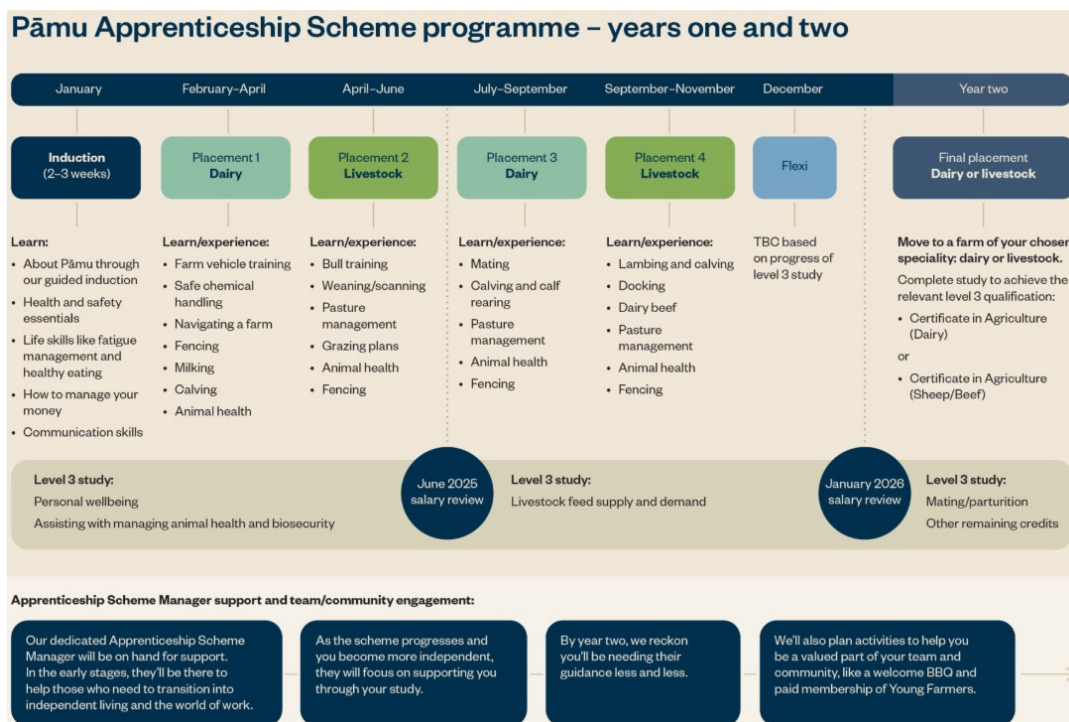 Pāmu Apprenticeship Scheme programme – years one and two
January
February–April
April–June
July–September
September–November
December
Year two
Induction
(2–3 weeks)
Placement 1
Dairy
Placement 2
Livestock
Placement 3
Dairy
Placement 4
Livestock
Flexi
Final placement
Dairy or livestock
Learn:
• About Pāmu through
our guided induction
• Health and safety
essentials
• Life skills like fatigue
management and
healthy eating
• How to manage your
money
• Communication skills
Learn/experience:
• Farm vehicle training
• Safe chemical
handling
• Navigating a farm
• Fencing
• Milking
• Calving
• Animal health
Learn/experience:
• Bull training
• Weaning/scanning
• Pasture
management
• Grazing plans
• Animal health
• Fencing
Learn/experience:
• Mating
• Calving and calf
rearing
• Pasture
management
• Animal health
• Fencing
Learn/experience:
• Lambing and calving
• Docking
• Dairy beef
• Pasture
management
• Animal health
• Fencing
TBC based
on progress of
level 3 study
Move to a farm of your chosen
speciality: dairy or livestock.
Complete study to achieve the
relevant level 3 qualification:
• Certificate in Agriculture
(Dairy)
or
• Certificate in Agriculture
(Sheep/Beef)
Level 3 study:
Personal wellbeing
Assisting with managing animal health and biosecurity
June 2025
salary review
Level 3 study:
Livestock feed supply and demand
January 2026
salary review
Level 3 study:
Mating/parturition
Other remaining credits
Apprenticeship Scheme Manager support and team/community engagement:
Our dedicated Apprenticeship Scheme
Manager will be on hand for support.
In the early stages, they'll be there to
help those who need to transition into
independent living and the world of work.
As the scheme progresses and
you become more independent,
they will focus on supporting you
through your study.
By year two, we reckon
you'll be needing their
guidance less and less.
We'll also plan activities to help you
be a valued part of your team and
community, like a welcome BBQ and
paid membership of Young Farmers.